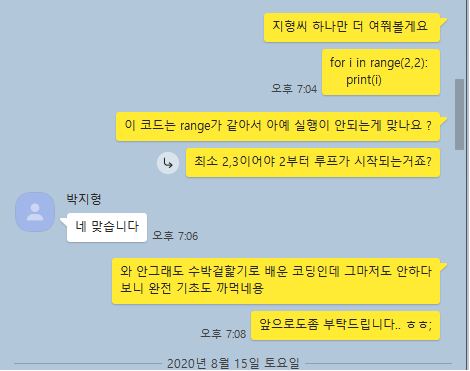 지형씨 하나만 더 여쭤볼게요
for i in range(2,2):
print(i)
오후 7:04
이 코드는 range가 같아서 아예 실행이 안되는게 맞나요 ?
최소 2,3이어야 2부터 루프가 시작되는거죠?
박지형
네 맞습니다
오후 7:06
와 안그래도 수박겉핥기로 배운 코딩인데 그마저도 안하다
보니 완전 기초도 까먹네용
오후 7:08
앞으로도좀 부탁드립니다.. ㅎㅎ;
2020년 8월 15일 토요일